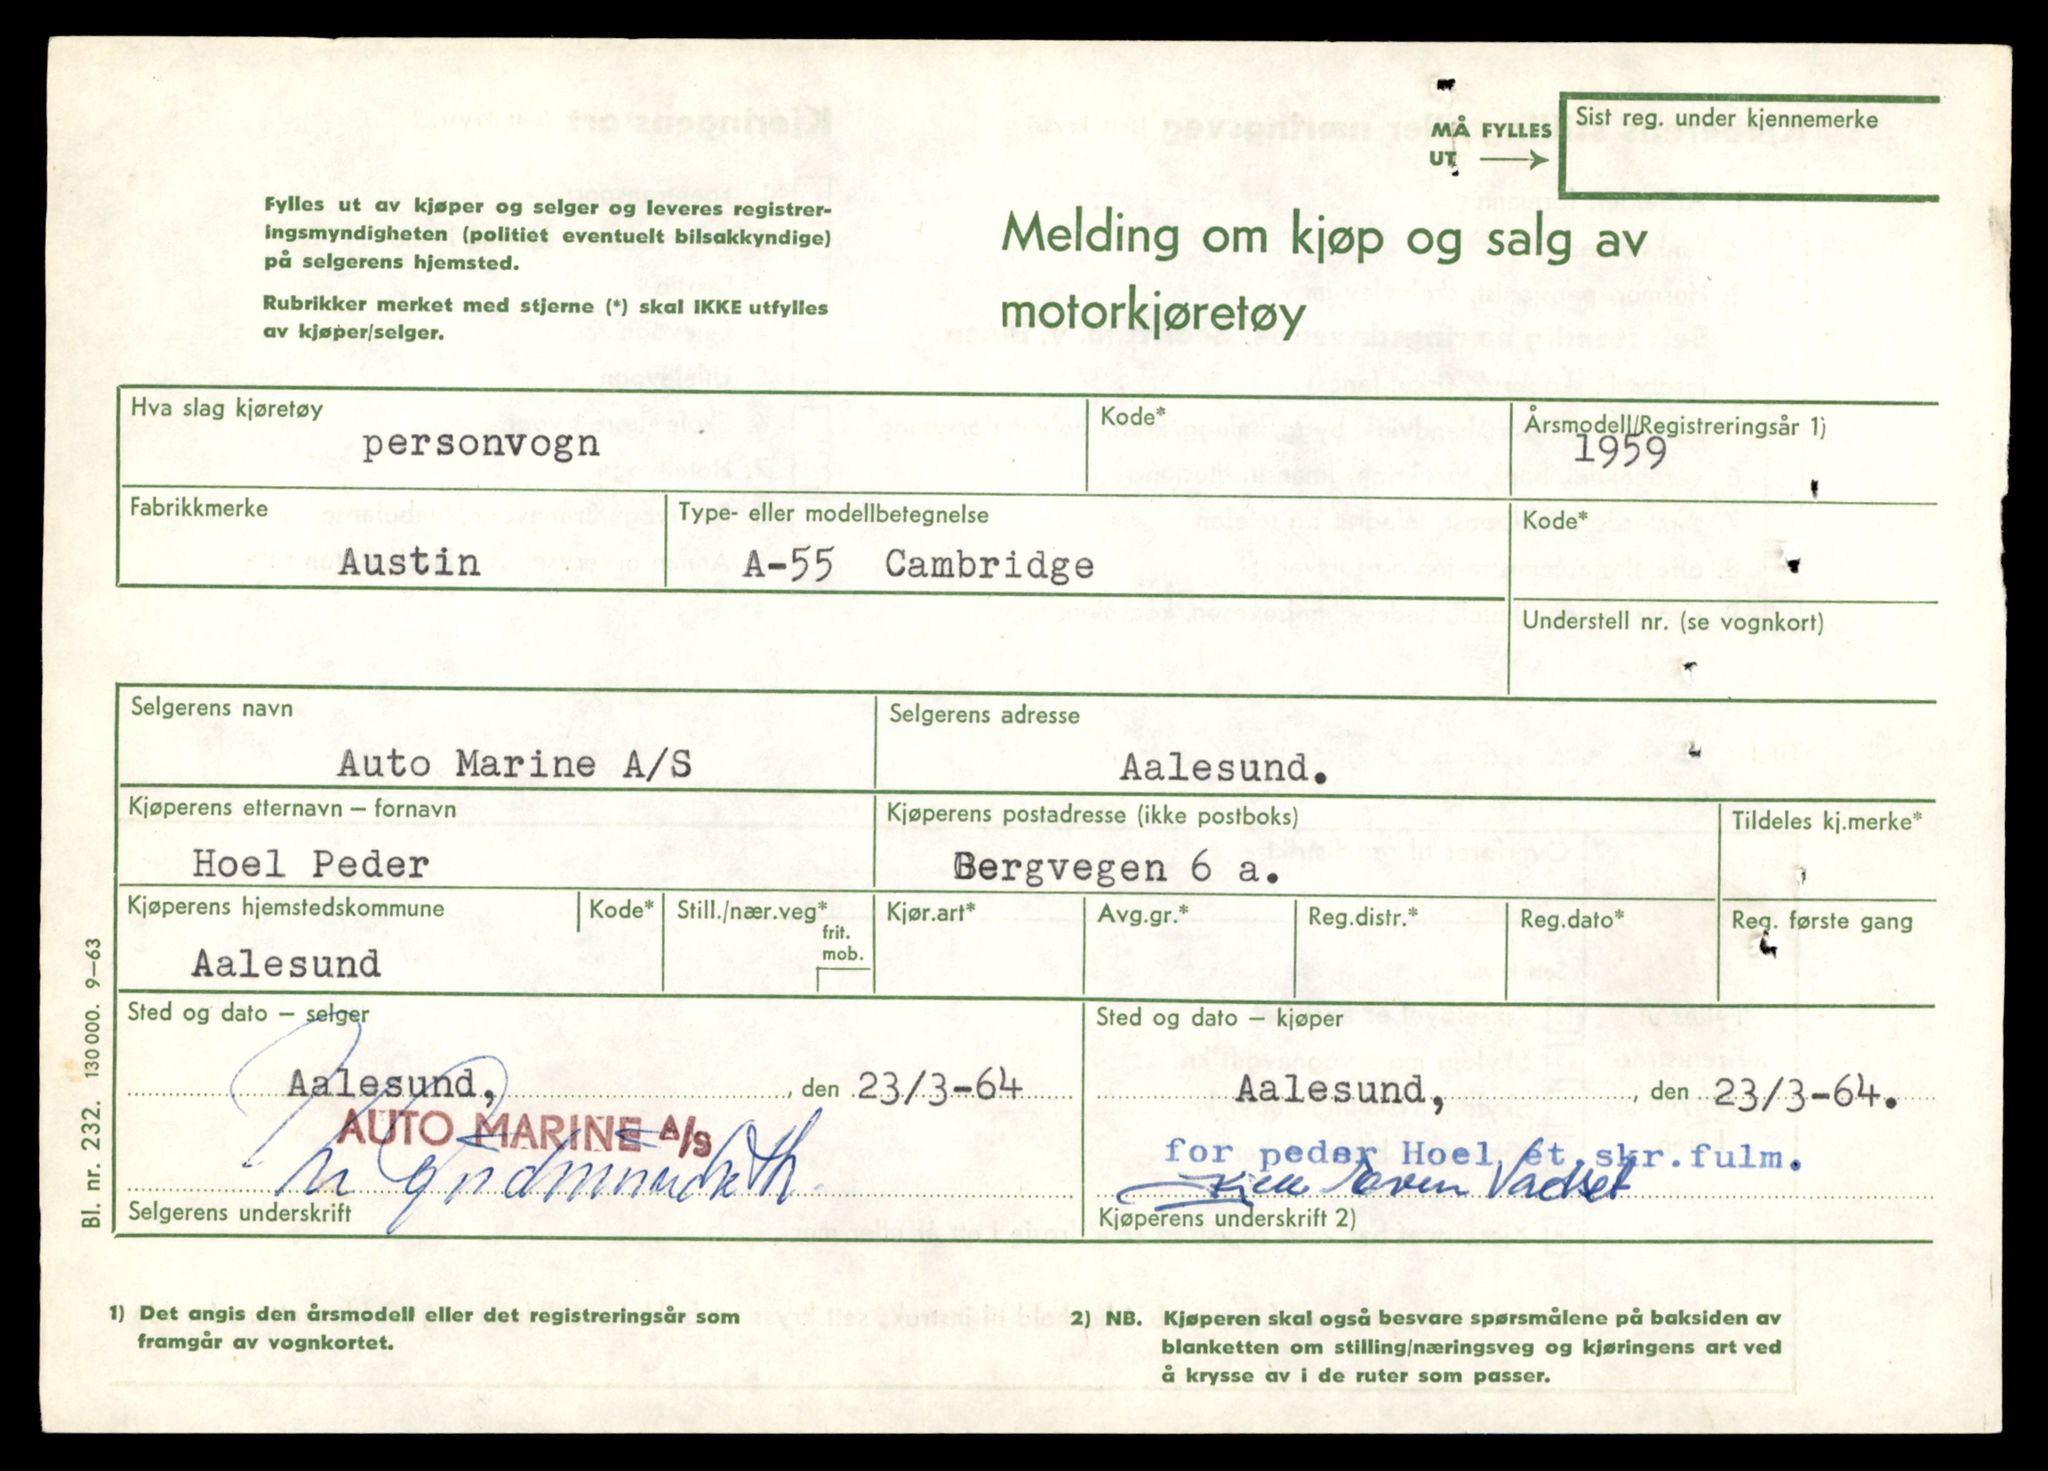 MÅ FYLLES
UT
Sist reg. under kjennemerke
Fylles ut av kjøper og selger og leveres registrer-
ingsmyndigheten (politiet eventuelt bilsakkyndige)
på selgerens hjemsted.
Rubrikker merket med stjerne (*) skal IKKE utfylles
av kjøper/selger.
Melding om kjøp og salg av
motorkjøretøy
Hva slag kjøretøy
personvogn
Kode*
Årsmodell/Registreringsår 1)
1959
Fabrikkmerke
Austin
Type- eller modellbetegnelse
A-55 Cambridge
Kode*
Understell nr. (se vognkort)
Selgerens navn
Auto Marine A/S
Selgerens adresse
Aalesund.
Kjøperens etternavn – fornavn
Hoel Peder
Kjøperens postadresse (ikke postboks)
Bergvegen 6 a.
Tildeles kj.merke*
Kjøperens hjemstedskommune
Aalesund
Kode*
Still./nær.veg*
frit.
mob.
Kjør.art*
Avg.gr.*
Reg.distr.*
Reg.dato*
Reg. første gang
Sted og dato – selger
Aalesund, , den 23/3-64
AUTO MARINE A/S
Selgerens underskrift
Sted og dato – kjøper
Aalesund, , den 23/3-64.
for peder Hoel et.skr.fulm.
Vadset
Kjøperens underskrift 2)
Bl. nr. 232. 130 000. 9–63
1) Det angis den årsmodell eller det registreringsår som
framgår av vognkortet.
2) NB. Kjøperen skal også besvare spørsmålene på baksiden av
blanketten om stilling/næringsveg og kjøringens art ved
å krysse av i de ruter som passer.